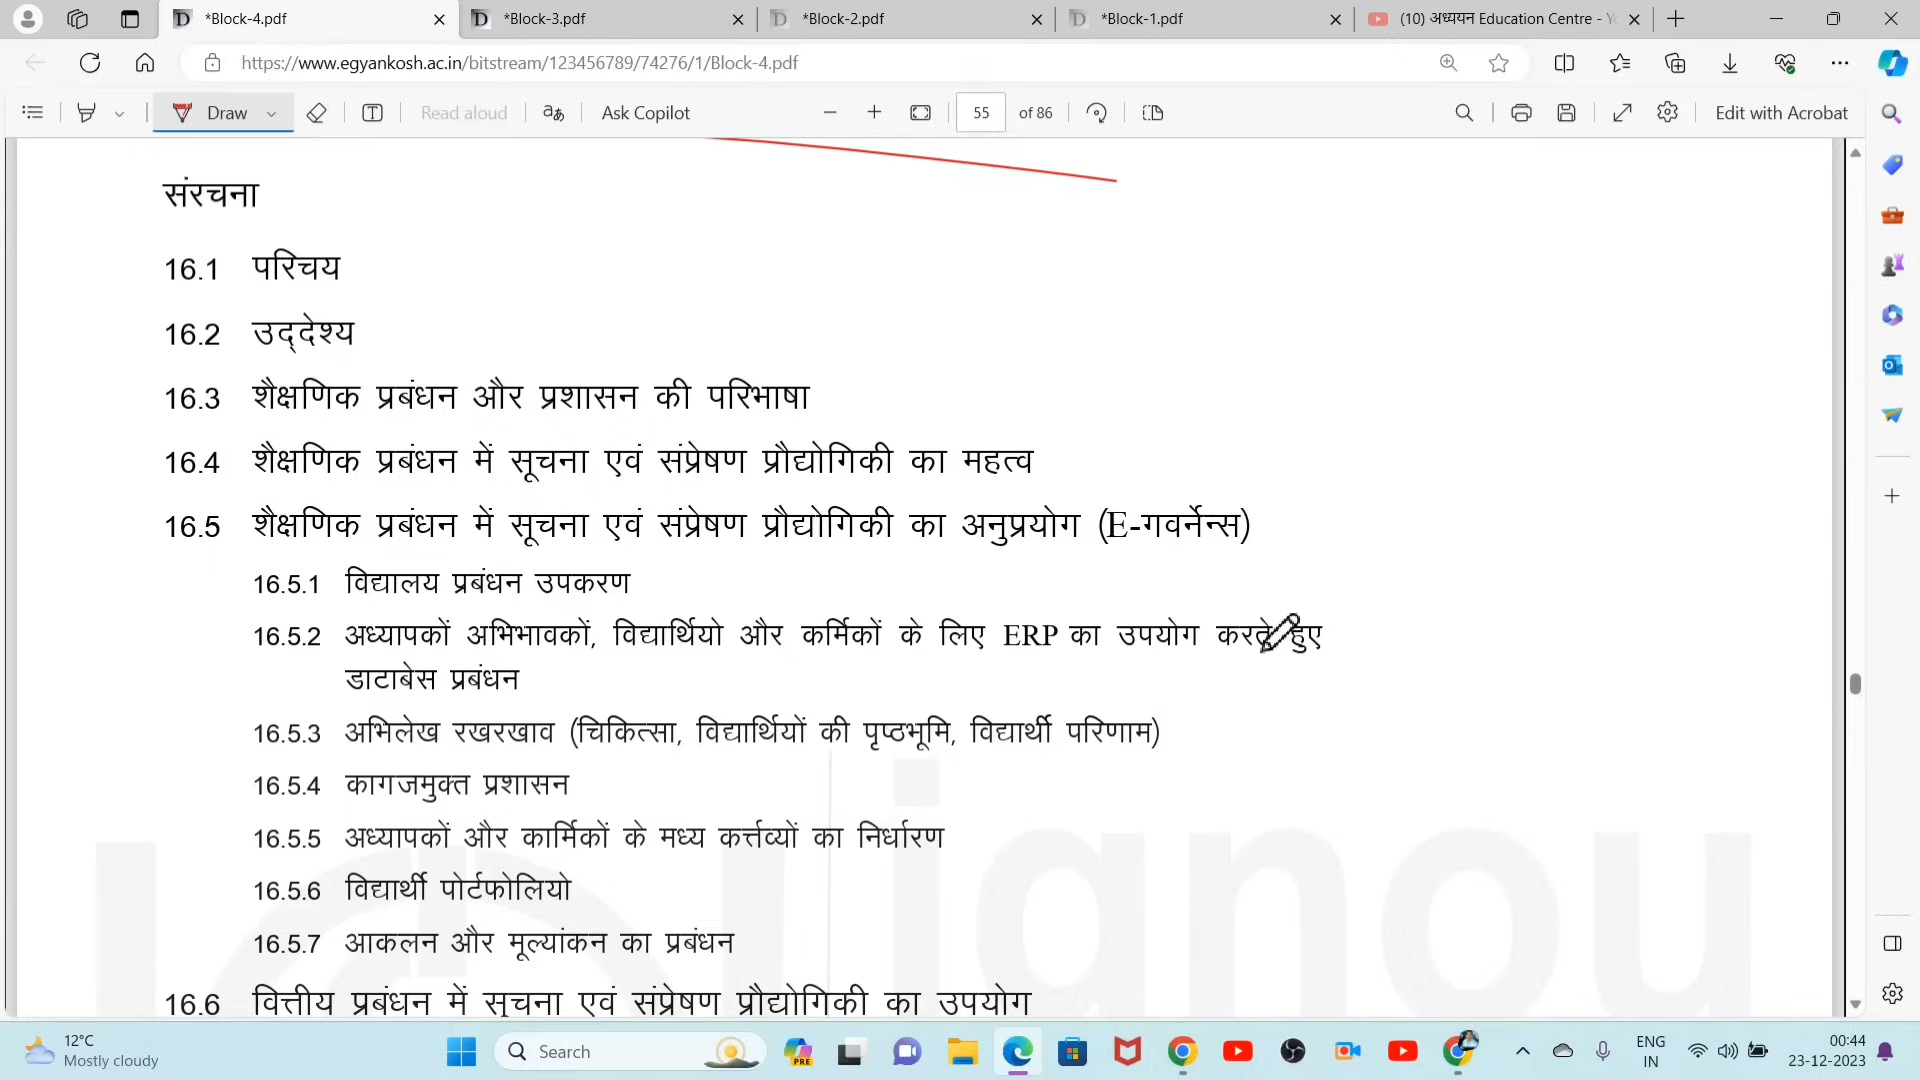 *Block-4.pdf
*Block-3.pdf
*Block-2.pdf
*Block-1.pdf
(10) अध्ययन Education Centre - Y
https://www.egyankosh.ac.in/bitstream/123456789/74276/1/Block-4.pdf
Draw
Read aloud
aあ
Ask Copilot
55
of 86
Edit with Acrobat
संरचना
16.1 परिचय
16.2 उद्देश्य
16.3 शैक्षणिक प्रबंधन और प्रशासन की परिभाषा
16.4 शैक्षणिक प्रबंधन में सूचना एवं संप्रेषण प्रौद्योगिकी का महत्व
16.5 शैक्षणिक प्रबंधन में सूचना एवं संप्रेषण प्रौद्योगिकी का अनुप्रयोग (E-गवर्नेन्स)
16.5.1 विद्यालय प्रबंधन उपकरण
16.5.2 अध्यापकों अभिभावकों, विद्यार्थियो और कर्मिकों के लिए ERP का उपयोग करते हुए
डाटाबेस प्रबंधन
16.5.3 अभिलेख रखरखाव (चिकित्सा, विद्यार्थियों की पृष्ठभूमि, विद्यार्थी परिणाम)
16.5.4 कागजमुक्त प्रशासन
16.5.5 अध्यापकों और कार्मिकों के मध्य कर्त्तव्यों का निर्धारण
16.5.6 विद्यार्थी पोर्टफोलियो
16.5.7 आकलन और मूल्यांकन का प्रबंधन
16.6 वित्तीय प्रबंधन में सूचना एवं संप्रेषण प्रौद्योगिकी का उपयोग
ignou
12°C
Mostly cloudy
Search
PRE
ENG
IN
00:44
23-12-2023